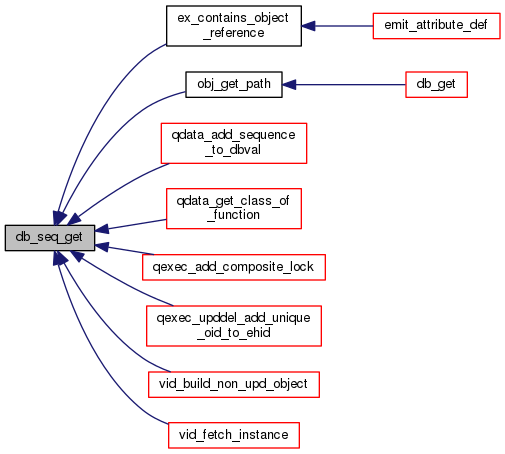 ex_contains_object
_reference
emit_attribute_def
obj_get_path
db_get
qdata_add_sequence
_to_dbval
qdata_get_class_of
_function
db_seq_get
qexec_add_composite_lock
qexec_upddel_add_unique
_oid_to_ehid
vid_build_non_upd_object
vid_fetch_instance